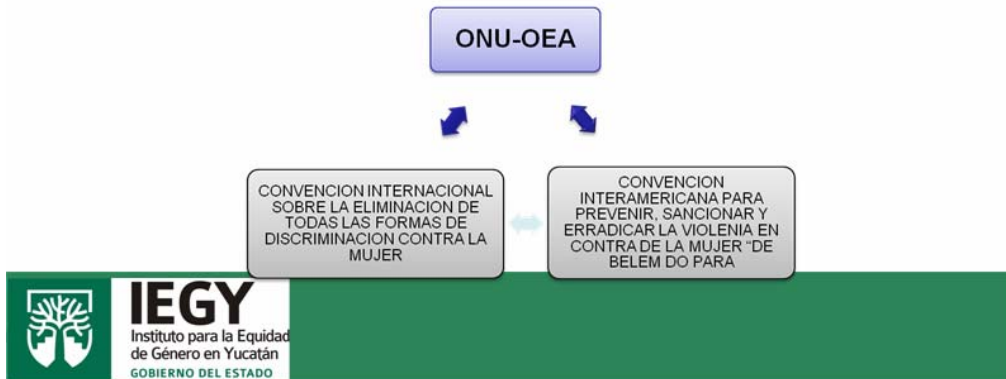 ONU-OEA
CONVENCION INTERNACIONAL
SOBRE LA ELIMINACION DE
TODAS LAS FORMAS DE
DISCRIMINACION CONTRA LA
MUJER
CONVENCION
INTERAMERICANA PARA
PREVENIR, SANCIONAR Y
ERRADICAR LA VIOLENIA EN
CONTRA DE LA MUJER “DE
BELEM DO PARA
IEGY
Instituto para la Equidad
de Género en Yucatán
GOBIERNO DEL ESTADO